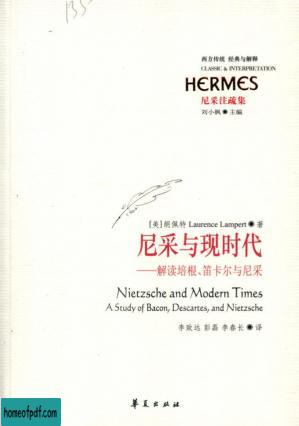 135
西方传统 经典与解释
CLASSIC & INTERPRETATION
HERMES
尼采注疏集
刘小枫 主编
[美] 朗佩特 Laurence Lampert 著
尼采与现时代
——解读培根、笛卡尔与尼采
Nietzsche and Modern Times
A Study of Bacon, Descartes, and Nietzsche
李致远 彭磊 李春长 译
华夏出版社
homeofpdf.com